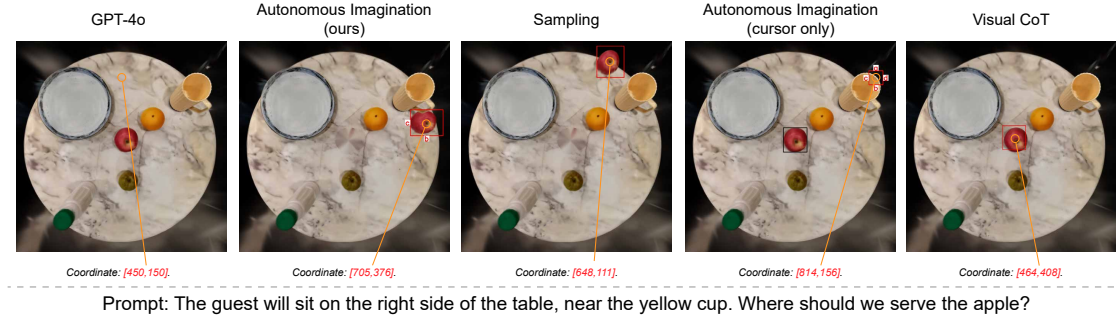 GPT-4o
Autonomous Imagination
(ours)
Sampling
Autonomous Imagination
(cursor only)
Visual CoT
Coordinate: [450,150].
Coordinate: [705,376].
Coordinate: [648,111].
Coordinate: [814,156].
Coordinate: [464,408].
Prompt: The guest will sit on the right side of the table, near the yellow cup. Where should we serve the apple?